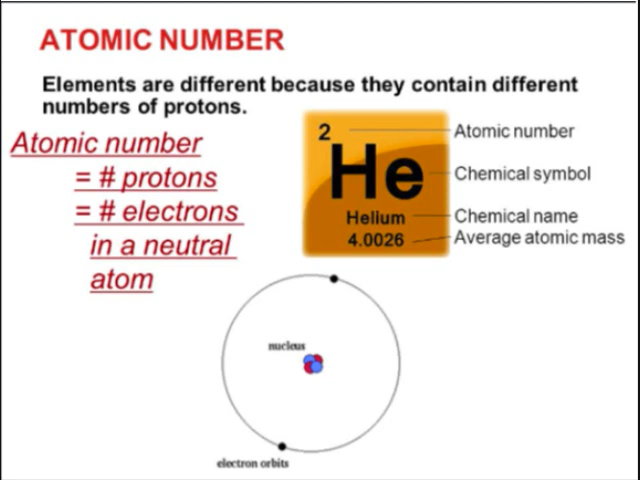 ATOMIC NUMBER
Elements are different because they contain different
numbers of protons.
Atomic number
= # protons
= # electrons
in a neutral
atom
2
He
Helium
4.0026
Atomic number
Chemical symbol
Chemical name
Average atomic mass
nucleus
electron orbits